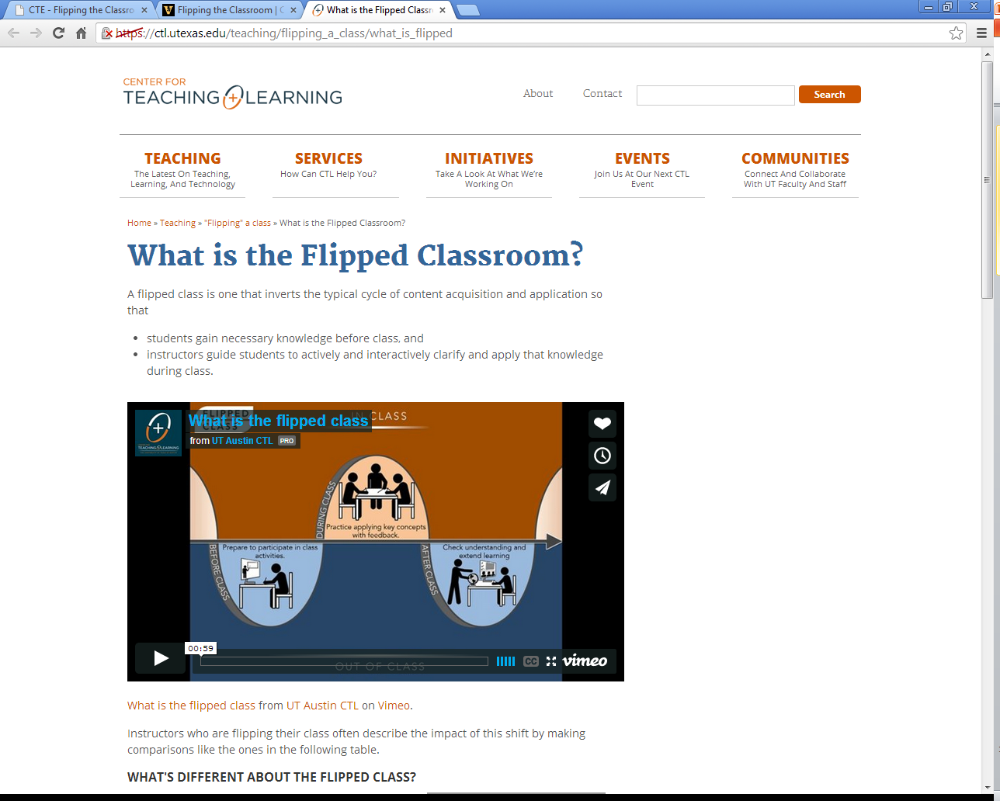 CTE - Flipping the Classro
Flipping the Classroom | C
What is the Flipped Classr
https://ctl.utexas.edu/teaching/flipping_a_class/what_is_flipped
CENTER FOR
TEACHING LEARNING
About
Contact
Search
TEACHING
The Latest On Teaching,
Learning, And Technology
SERVICES
How Can CTL Help You?
INITIATIVES
Take A Look At What We're
Working On
EVENTS
Join Us At Our Next CTL
Event
COMMUNITIES
Connect And Collaborate
With UT Faculty And Staff
Home » Teaching » "Flipping" a class » What is the Flipped Classroom?
What is the Flipped Classroom?
A flipped class is one that inverts the typical cycle of content acquisition and application so
that
students gain necessary knowledge before class, and
instructors guide students to actively and interactively clarify and apply that knowledge
during class.
FLIPPED
CLASS
IN CLASS
What is the flipped class
from UT Austin CTL PRO
TEACHING LEARNING
DURING CLASS
Practice applying key concepts
with feedback.
BEFORE CLASS
Prepare to participate in class
activities.
AFTER CLASS
Check understanding and
extend learning
00:59
OUT OF CLASS
CC
vimeo
What is the flipped class from UT Austin CTL on Vimeo.
Instructors who are flipping their class often describe the impact of this shift by making
comparisons like the ones in the following table.
WHAT'S DIFFERENT ABOUT THE FLIPPED CLASS?